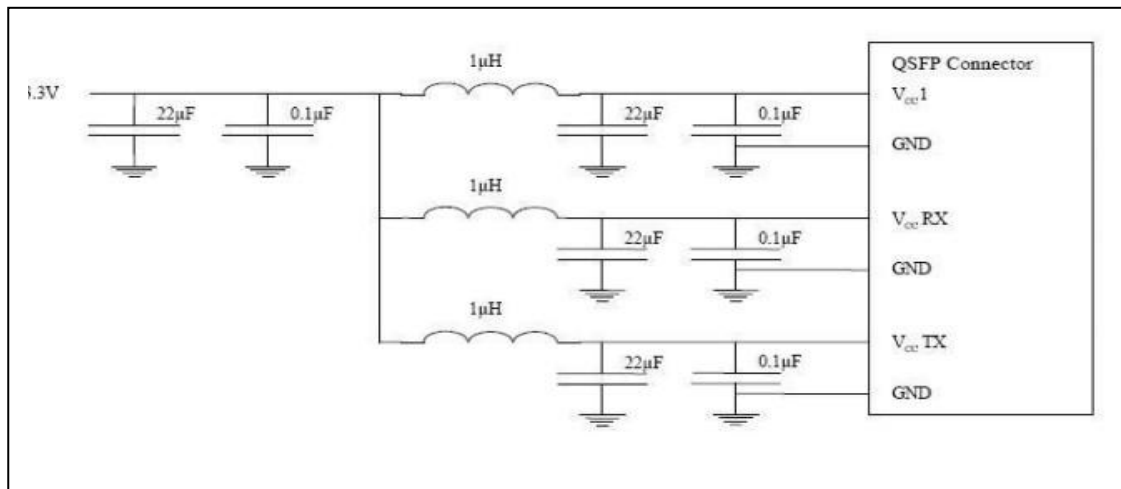 1μH
QSFP Connector
3.3V
22μF
0.1μF
22μF
0.1μF
Vcc1
GND
1μH
22μF
0.1μF
Vcc RX
GND
1μH
22μF
0.1μF
Vcc TX
GND